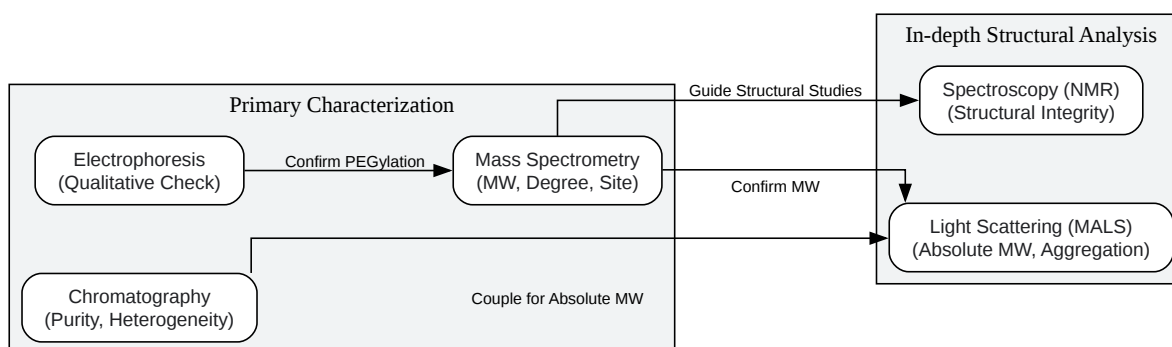 In-depth Structural Analysis
Primary Characterization
Guide Structural Studies
Spectroscopy (NMR)
(Structural Integrity)
Electrophoresis
(Qualitative Check)
Confirm PEGylation
Mass Spectrometry
(MW, Degree, Site)
Confirm MW
Light Scattering (MALS)
(Absolute MW, Aggregation)
Chromatography
(Purity, Heterogeneity)
Couple for Absolute MW